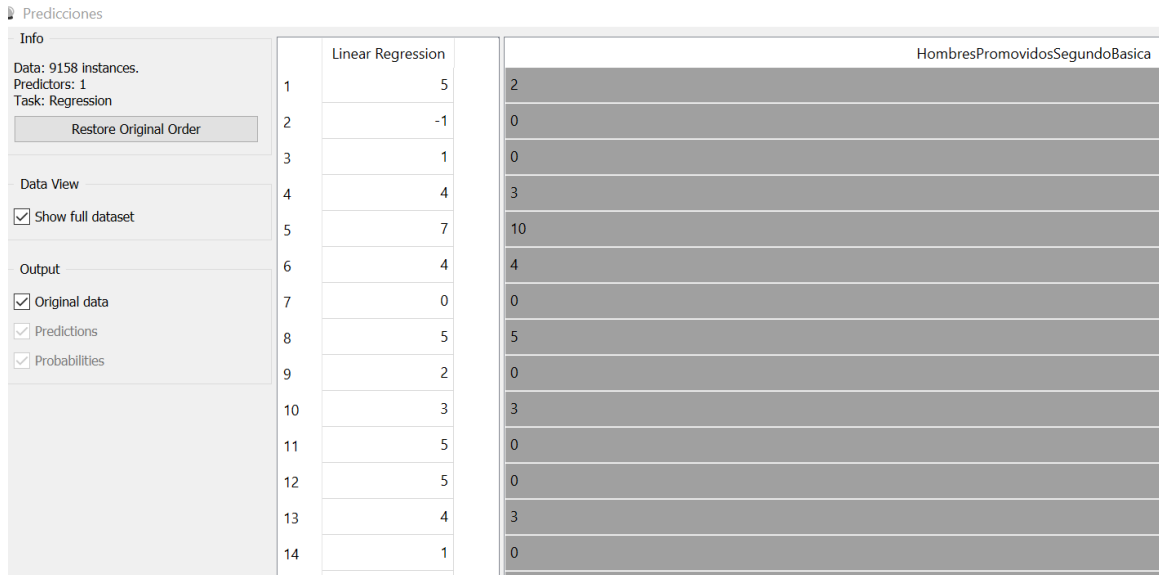 Predicciones
Info
Data: 9158 instances.
Predictors: 1
Task: Regression
Restore Original Order
Data View
Show full dataset
Output
Original data
Predictions
Probabilities
Linear Regression HombresPromovidosSegundoBasica
1 5 2
2 -1 0
3 1 0
4 4 3
5 7 10
6 4 4
7 0 0
8 5 5
9 2 0
10 3 3
11 5 0
12 5 0
13 4 3
14 1 0